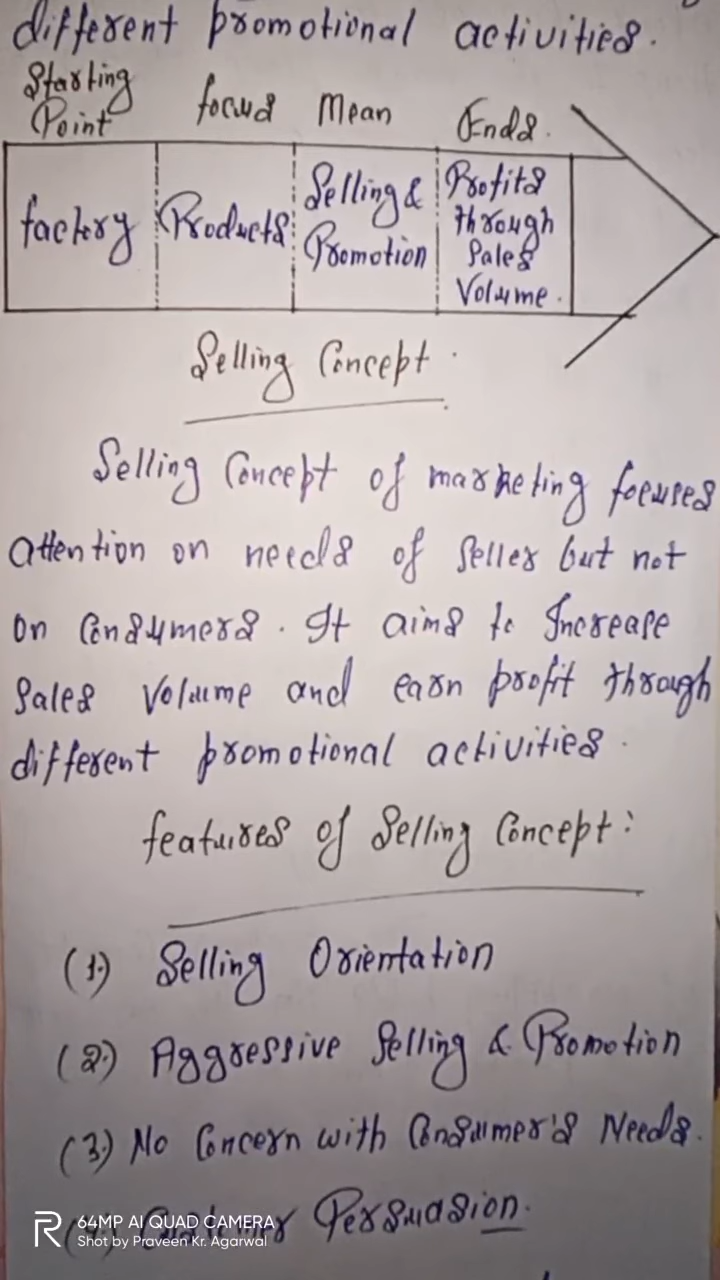 different promotional activities.
Starting Point focus Mean Ends.
factory Products Selling & Promotion Profits through Sales Volume.
Selling Concept.
Selling Concept of marketing focuses
attention on needs of seller but not
on Consumers. It aims to Increase
Sales Volume and earn profit through
different promotional activities.
features of Selling Concept:
(1.) Selling Orientation
(2.) Aggressive Selling & Promotion
(3.) No Concern with Consumer's Needs.
(4.) Customer Persuasion.
64MP AI QUAD CAMERA
Shot by Praveen Kr. Agarwal